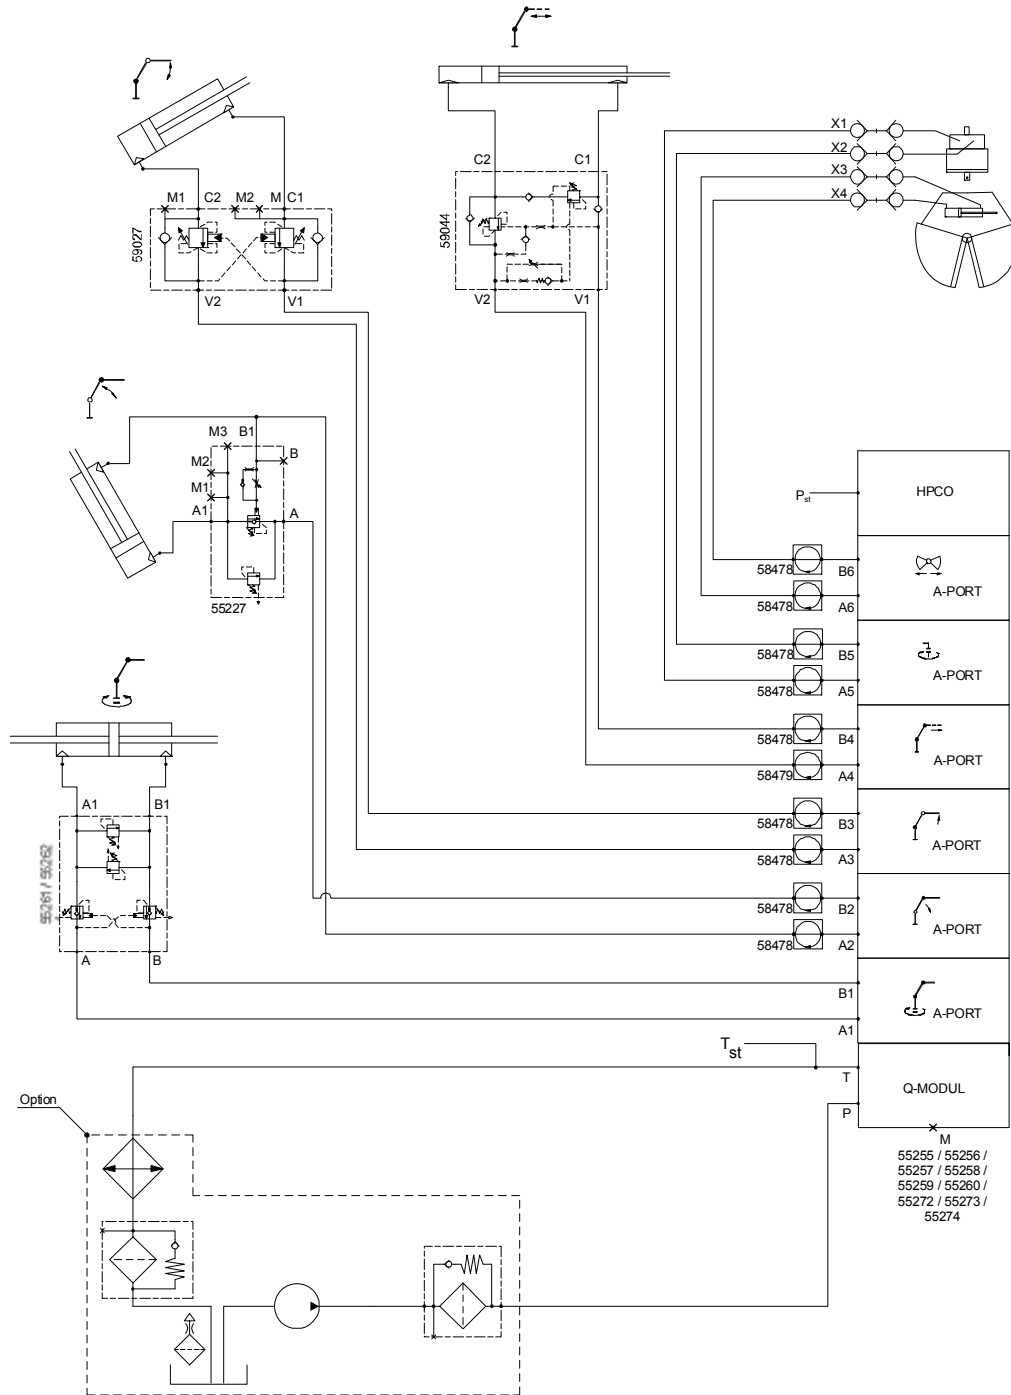 X1
X2
X3
X4
C2
C1
59044
V2
V1
M1
C2
M2
M
C1
59027
V2
V1
M3
B1
M2
B
M1
A1
A
55227
P st
HPCO
58478
B6
A-PORT
58478
A6
58478
B5
A-PORT
58478
A5
58478
B4
A-PORT
58479
A4
58478
B3
A-PORT
58478
A3
58478
B2
A-PORT
58478
A2
A1
B1
55261 / 55262
A
B
B1
A-PORT
A1
T st
T
Q-MODUL
P
M
55255 / 55256 /
55257 / 55258 /
55259 / 55260 /
55272 / 55273 /
55274
Option